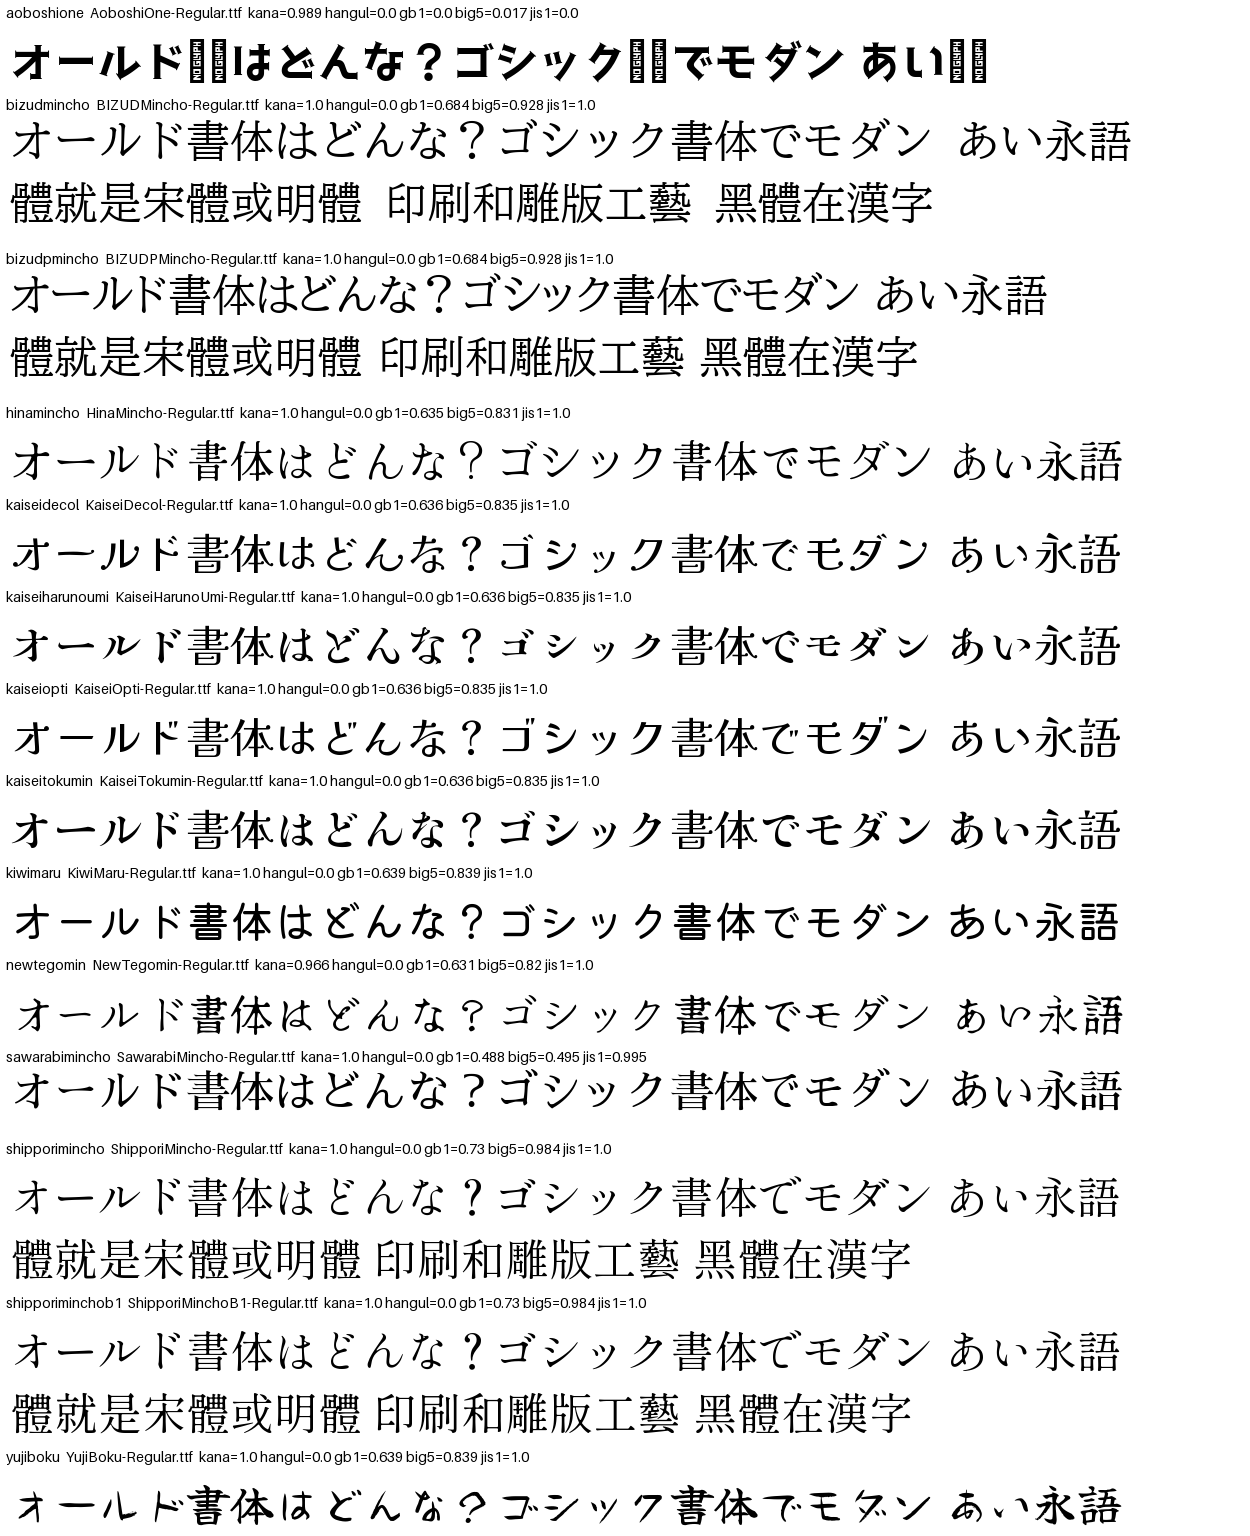 aoboshione AoboshiOne-Regular.ttf kana=0.989 hangul=0.0 gb1=0.0 big5=0.017 jis1=0.0
オールドはどんな？ゴシックでモダン あい
bizudmincho BIZUDMincho-Regular.ttf kana=1.0 hangul=0.0 gb1=0.684 big5=0.928 jis1=1.0
オールド書体はどんな？ゴシック書体でモダン あい永語
體就是宋體或明體 印刷和雕版工藝 黑體在漢字
bizudpmincho BIZUDPMincho-Regular.ttf kana=1.0 hangul=0.0 gb1=0.684 big5=0.928 jis1=1.0
オールド書体はどんな？ゴシック書体でモダン あい永語
體就是宋體或明體 印刷和雕版工藝 黑體在漢字
hinamincho HinaMincho-Regular.ttf kana=1.0 hangul=0.0 gb1=0.635 big5=0.831 jis1=1.0
オールド書体はどんな？ゴシック書体でモダン あい永語
kaiseidecol KaiseiDecol-Regular.ttf kana=1.0 hangul=0.0 gb1=0.636 big5=0.835 jis1=1.0
オールド書体はどんな？ゴシック書体でモダン あい永語
kaiseiharunoumi KaiseiHarunoUmi-Regular.ttf kana=1.0 hangul=0.0 gb1=0.636 big5=0.835 jis1=1.0
オールド書体はどんな？ゴシック書体でモダン あい永語
kaiseiopti KaiseiOpti-Regular.ttf kana=1.0 hangul=0.0 gb1=0.636 big5=0.835 jis1=1.0
オールド書体はどんな？ゴシック書体でモダン あい永語
kaiseitokumin KaiseiTokumin-Regular.ttf kana=1.0 hangul=0.0 gb1=0.636 big5=0.835 jis1=1.0
オールド書体はどんな？ゴシック書体でモダン あい永語
kiwimaru KiwiMaru-Regular.ttf kana=1.0 hangul=0.0 gb1=0.639 big5=0.839 jis1=1.0
オールド書体はどんな？ゴシック書体でモダン あい永語
newtegomin NewTegomin-Regular.ttf kana=0.966 hangul=0.0 gb1=0.631 big5=0.82 jis1=1.0
オールド書体はどんな？ゴシック書体でモダン あい永語
sawarabimincho SawarabiMincho-Regular.ttf kana=1.0 hangul=0.0 gb1=0.488 big5=0.495 jis1=0.995
オールド書体はどんな？ゴシック書体でモダン あい永語
shipporimincho ShipporiMincho-Regular.ttf kana=1.0 hangul=0.0 gb1=0.73 big5=0.984 jis1=1.0
オールド書体はどんな？ゴシック書体でモダン あい永語
體就是宋體或明體 印刷和雕版工藝 黑體在漢字
shipporiminchob1 ShipporiMinchoB1-Regular.ttf kana=1.0 hangul=0.0 gb1=0.73 big5=0.984 jis1=1.0
オールド書体はどんな？ゴシック書体でモダン あい永語
體就是宋體或明體 印刷和雕版工藝 黑體在漢字
yujiboku YujiBoku-Regular.ttf kana=1.0 hangul=0.0 gb1=0.639 big5=0.839 jis1=1.0
オールド書体はどんな？ゴシック書体でモダン あい永語